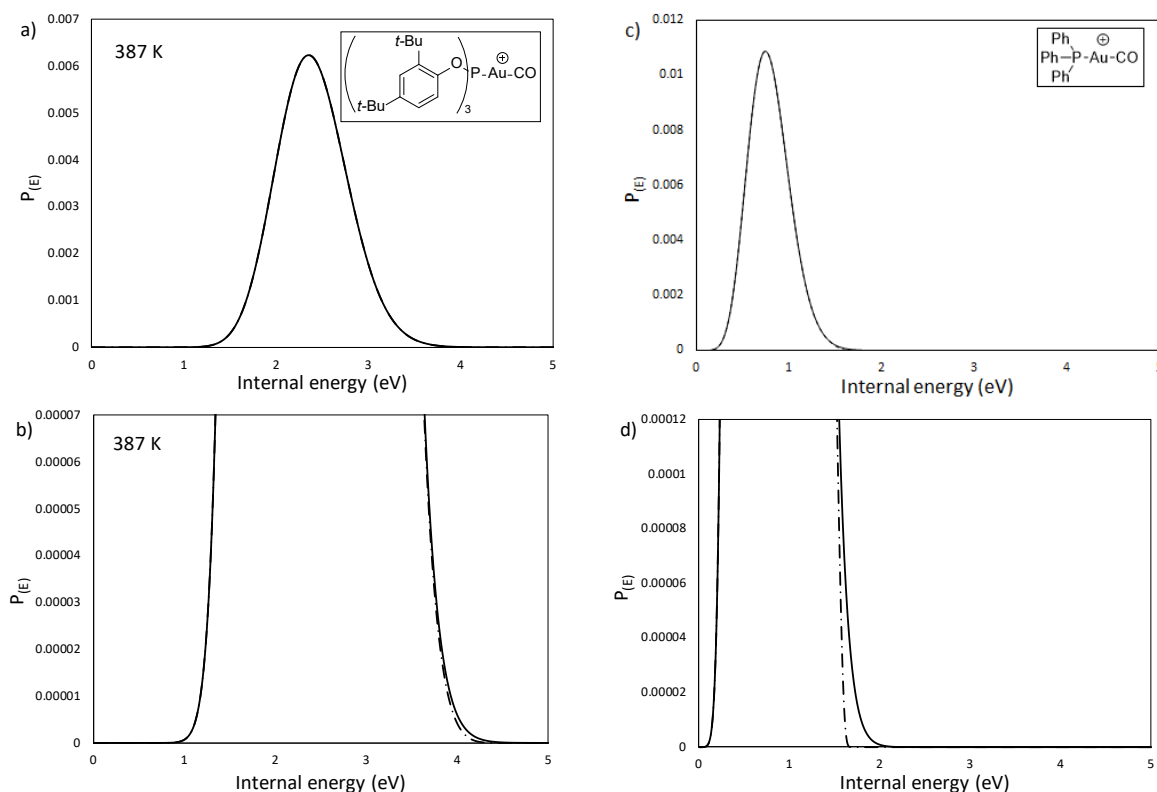 a)
387 K
0.007
0.006
0.005
0.004
0.003
0.002
0.001
0
P(E)
0 1 2 3 4 5
Internal energy (eV)
t-Bu
t-Bu
O
P-Au-CO
⊕
3
c)
0.012
0.01
0.008
0.006
0.004
0.002
0
P(E)
0 1 2 3 4 5
Internal energy (eV)
Ph ⊕
Ph-P-Au-CO
Ph
b)
387 K
0.00007
0.00006
0.00005
0.00004
0.00003
0.00002
0.00001
0
P(E)
0 1 2 3 4 5
Internal energy (eV)
d)
0.00012
0.0001
0.00008
0.00006
0.00004
0.00002
0
P(E)
0 1 2 3 4 5
Internal energy (eV)